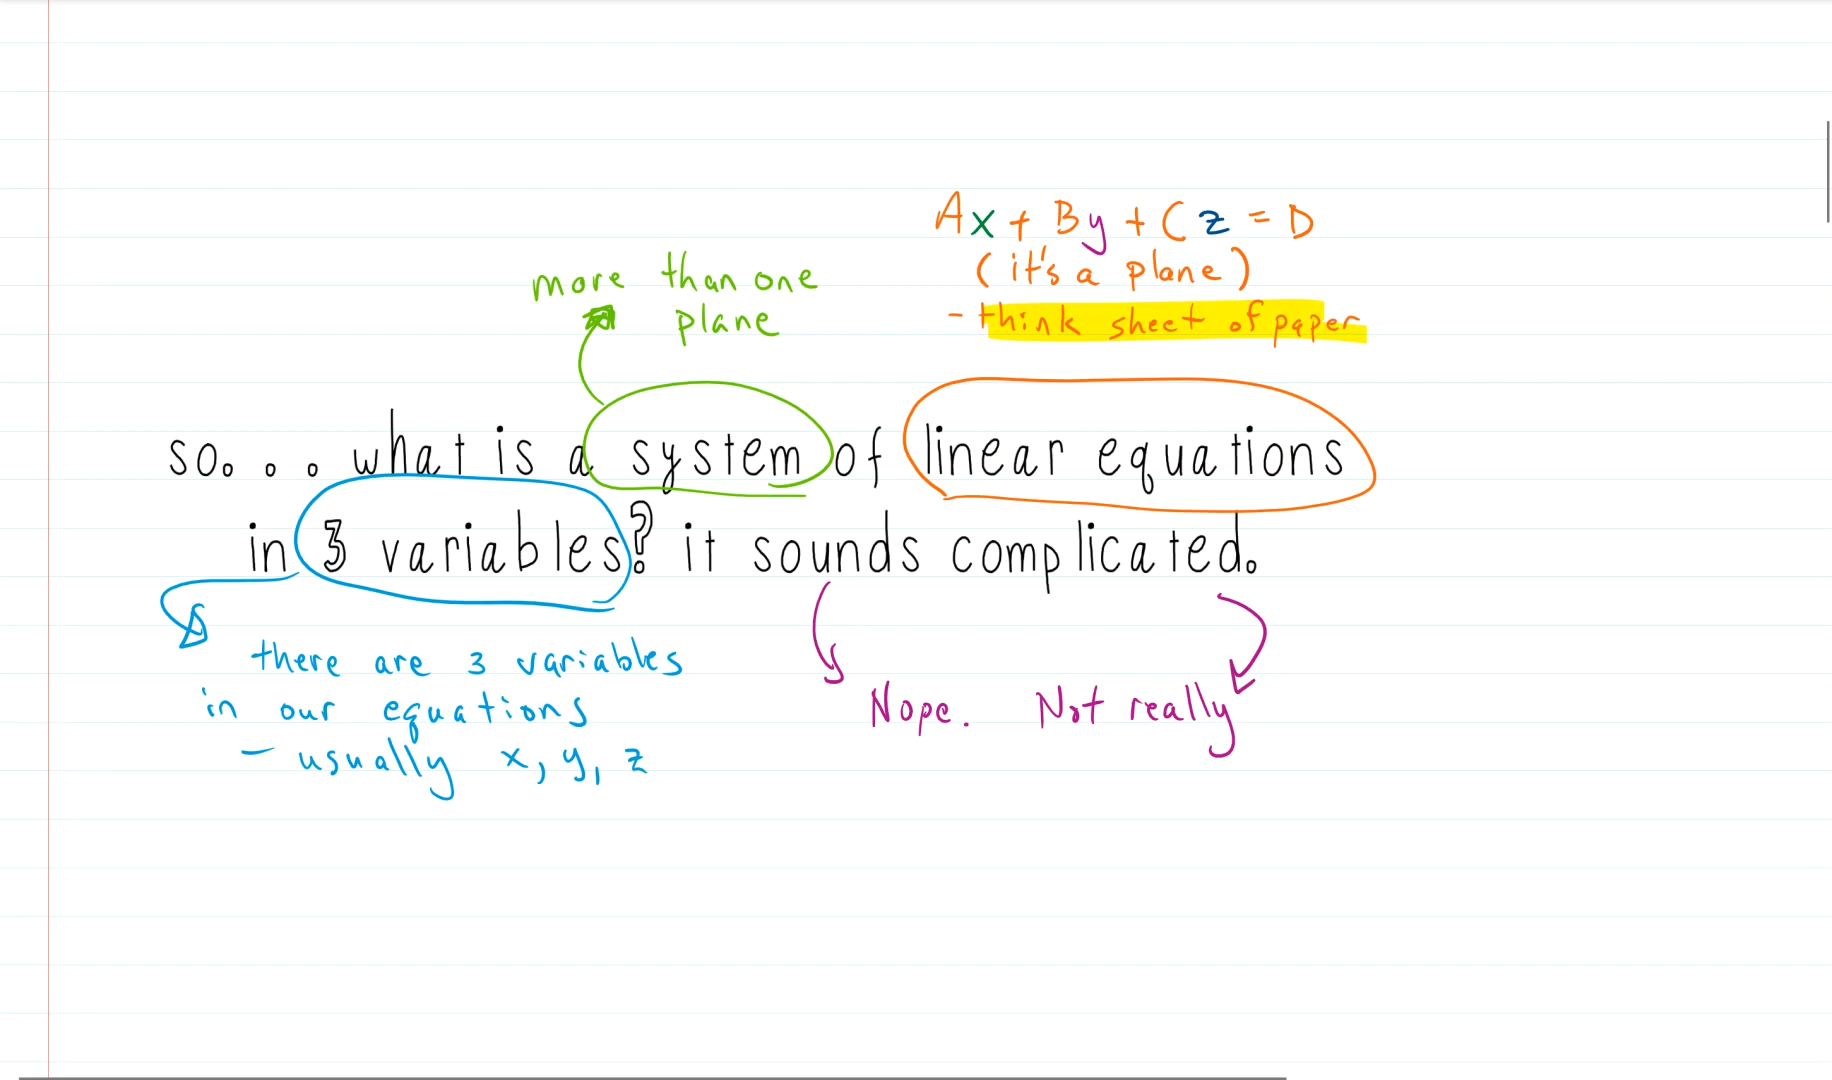 Ax + By + Cz = D
(it's a plane)
- think sheet of paper
more than one
plane
so... what is a system of linear equations
in 3 variables? it sounds complicated.
there are 3 variables
in our equations
- usually x, y, z
Nope. Not really